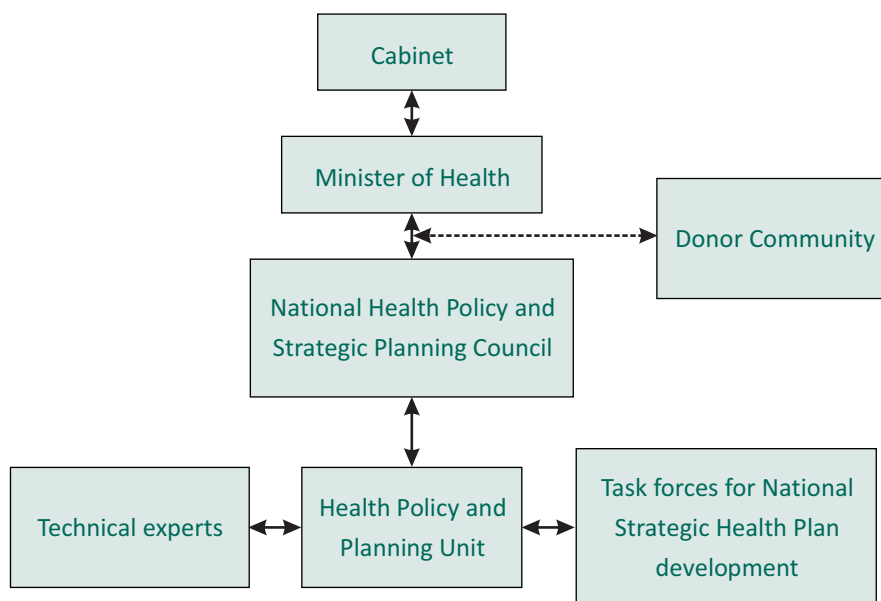 Cabinet
Minister of Health
Donor Community
National Health Policy and
Strategic Planning Council
Technical experts
Health Policy and
Planning Unit
Task forces for National
Strategic Health Plan
development